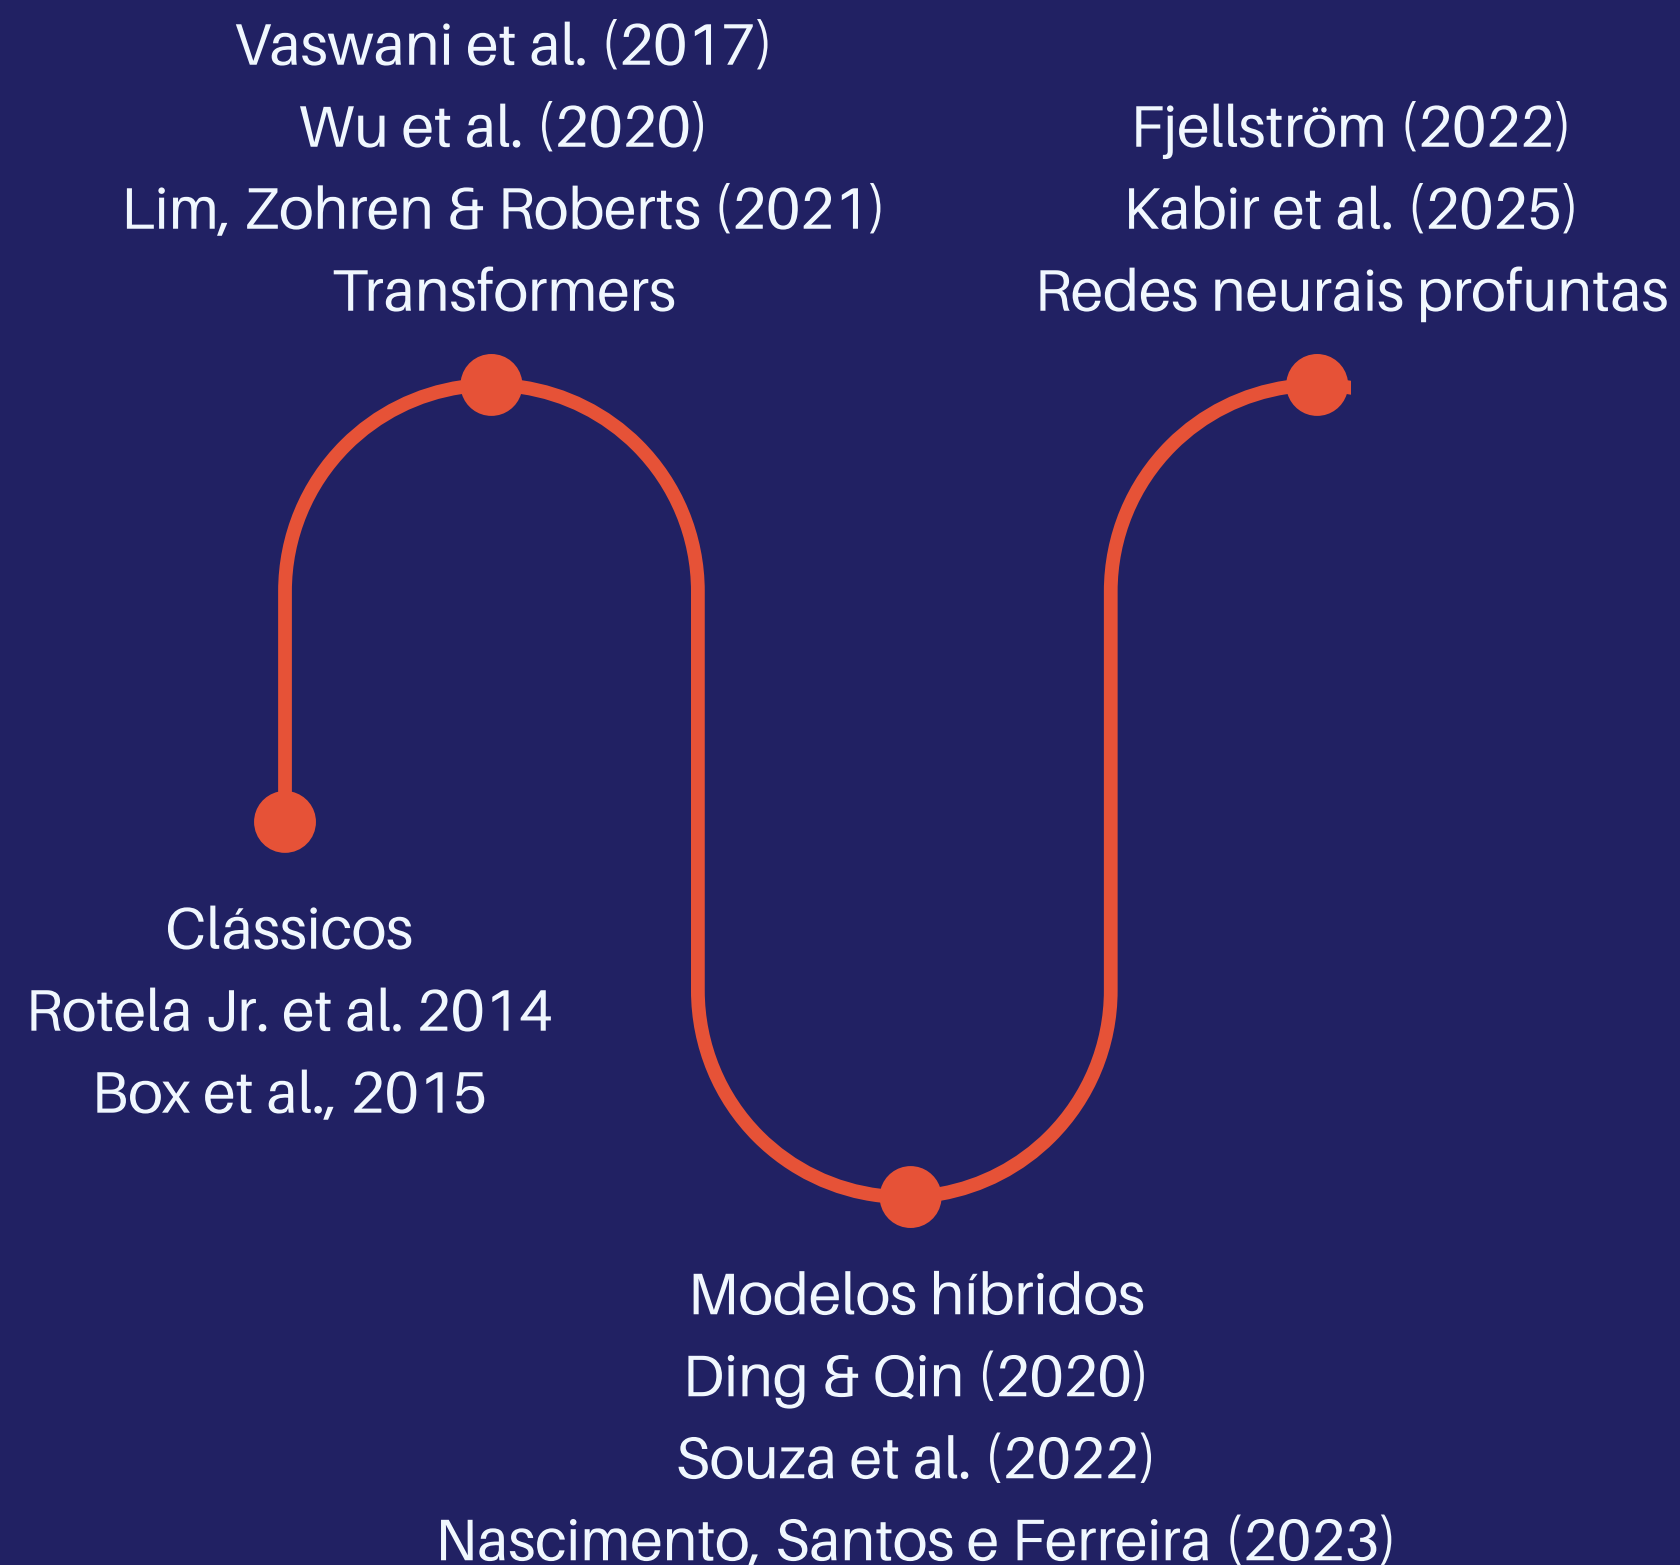 Vaswani et al. (2017)
Wu et al. (2020)
Lim, Zohren & Roberts (2021)
Transformers
Fjellström (2022)
Kabir et al. (2025)
Redes neurais profuntas
Clássicos
Rotela Jr. et al. 2014
Box et al., 2015
Modelos híbridos
Ding & Qin (2020)
Souza et al. (2022)
Nascimento, Santos e Ferreira (2023)